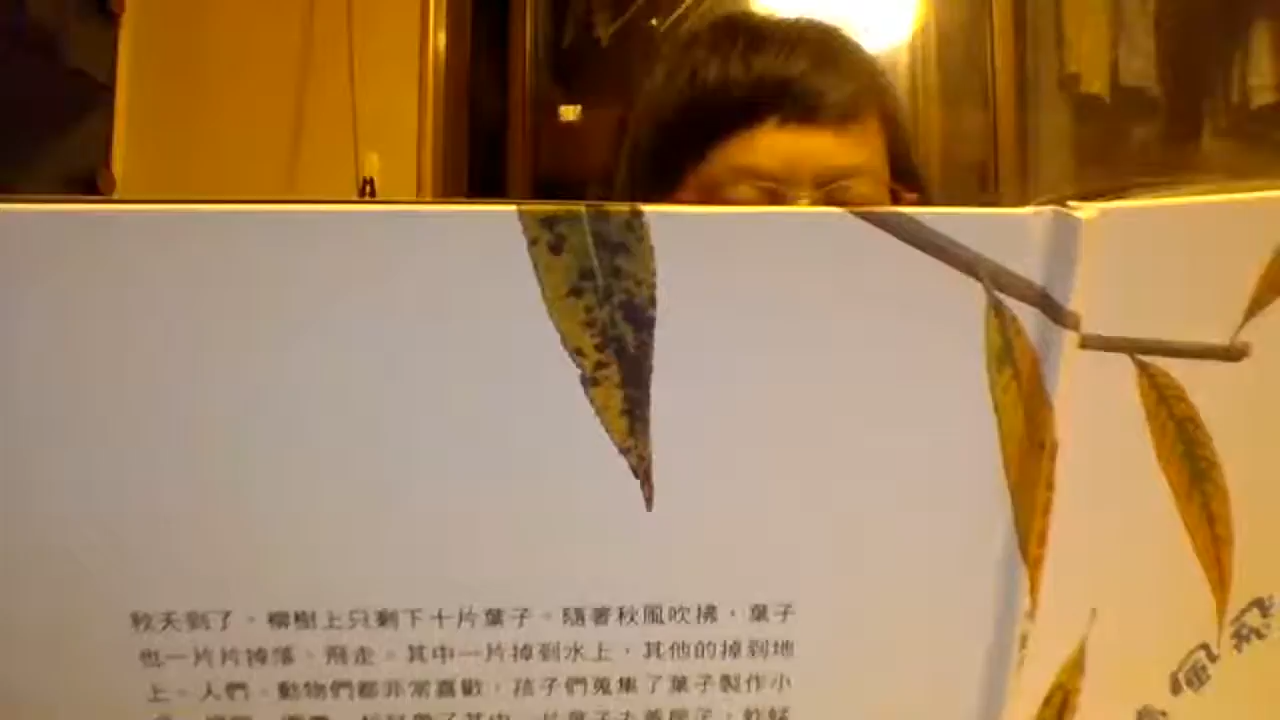 秋天到了，柳樹上只剩下十片葉子。隨著秋風吹拂，葉子
也一片片掉落、飛走。其中一片掉到水上，其他的掉到地
上。人們、動物們都非常喜歡，孩子們蒐集了葉子製作小
風
飛